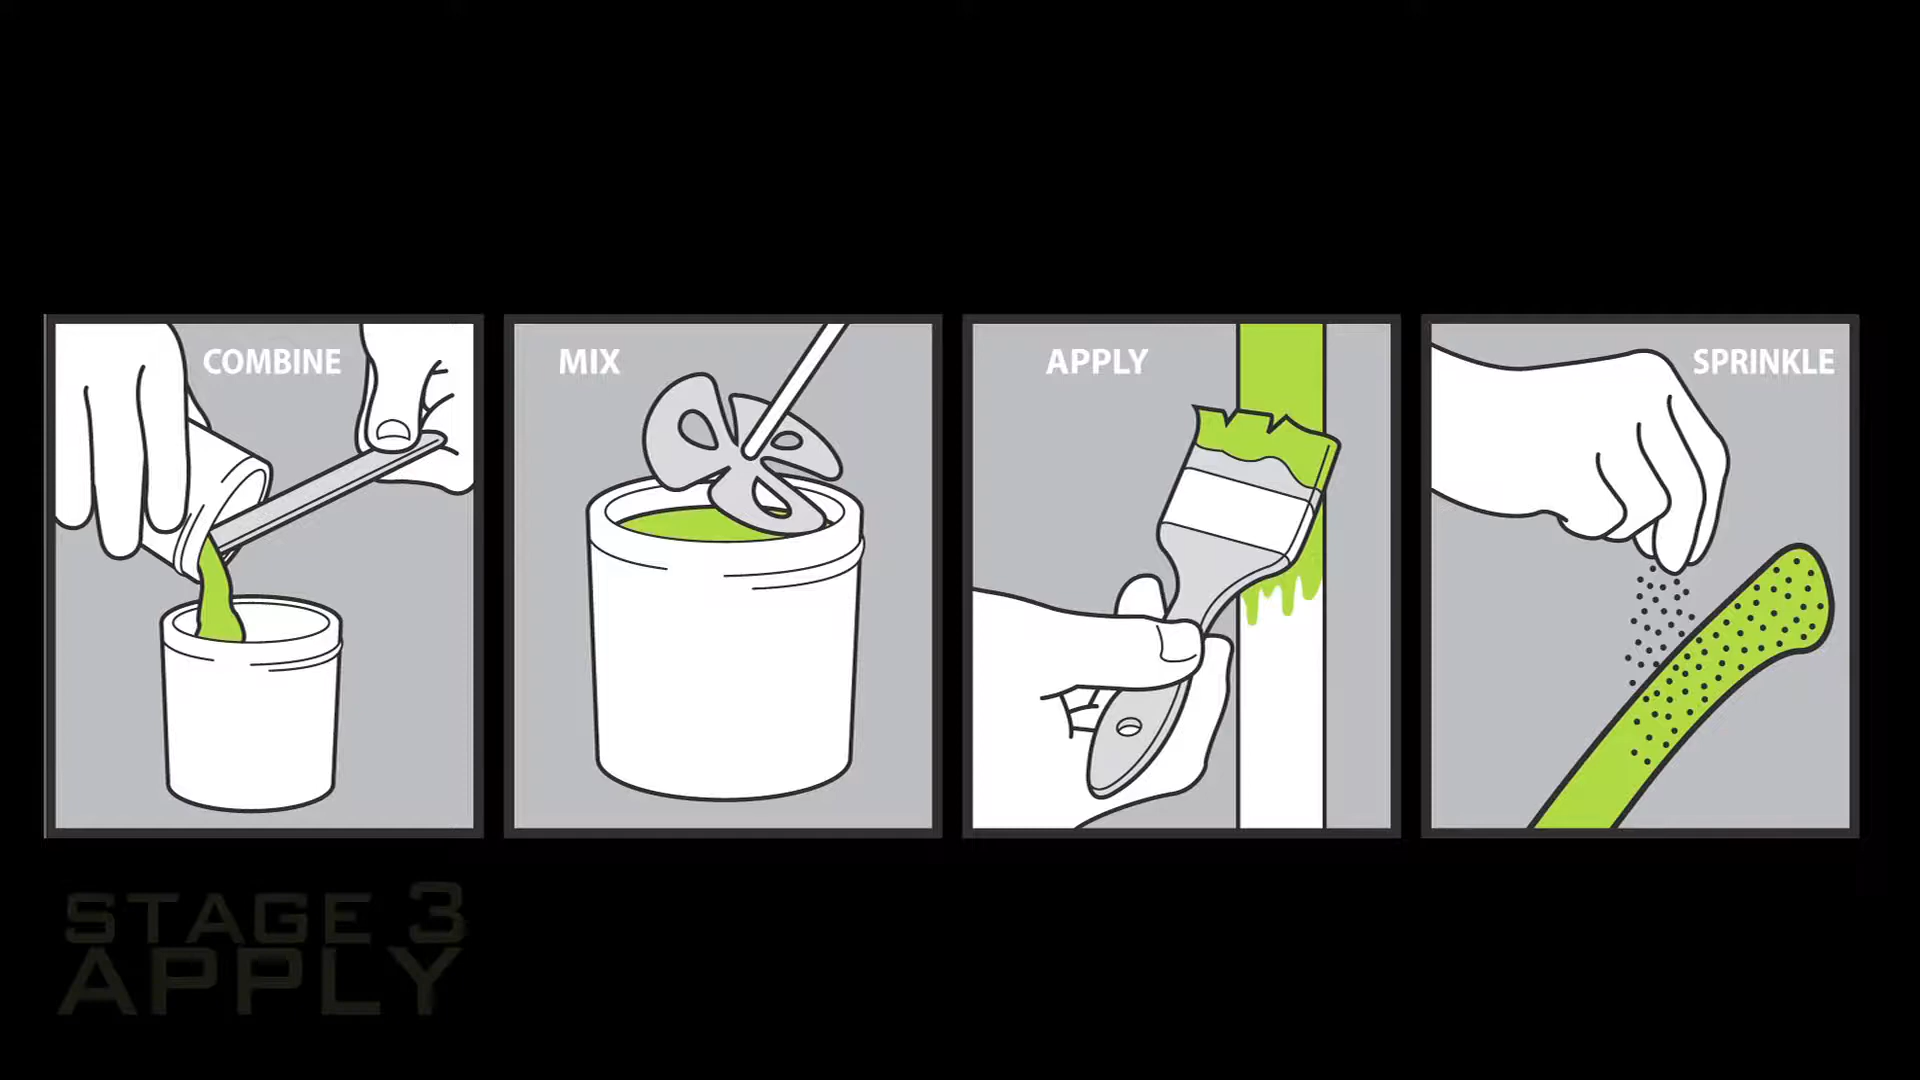 COMBINE
MIX
APPLY
SPRINKLE
STAGE 3
APPLY